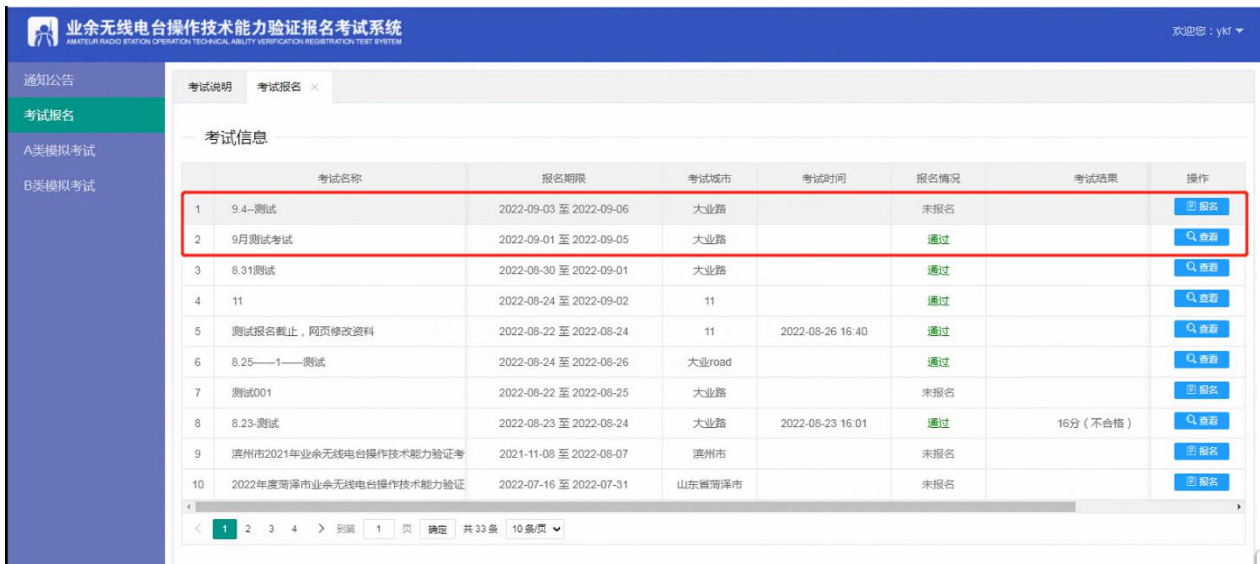 业余无线电台操作技术能力验证报名考试系统
AMATEUR RADIO STATION OPERATION TECHNICAL ABILITY VERIFICATION REGISTRATION TEST SYSTEM
欢迎您：ykf
通知公告
考试报名
A类模拟考试
B类模拟考试
考试说明 考试报名 ×
考试信息
考试名称 报名期限 考试城市 考试时间 报名情况 考试结果 操作
1 9.4--测试 2022-09-03 至 2022-09-06 大业路 未报名 报名
2 9月测试考试 2022-09-01 至 2022-09-05 大业路 通过 查看
3 8.31测试 2022-08-30 至 2022-09-01 大业路 通过 查看
4 11 2022-08-24 至 2022-09-02 11 通过 查看
5 测试报名截止，网页修改资料 2022-08-22 至 2022-08-24 11 2022-08-26 16:40 通过 查看
6 8.25——1——测试 2022-08-24 至 2022-08-26 大业road 通过 查看
7 测试001 2022-08-22 至 2022-08-25 大业路 未报名 报名
8 8.23-测试 2022-08-23 至 2022-08-24 大业路 2022-08-23 16:01 通过 16分（不合格） 查看
9 滨州市2021年业余无线电台操作技术能力验证考 2021-11-08 至 2022-08-07 滨州市 未报名 报名
10 2022年度菏泽市业余无线电台操作技术能力验证 2022-07-16 至 2022-07-31 山东省菏泽市 未报名 报名
1 2 3 4 到第 1 页 确定 共33条 10条/页